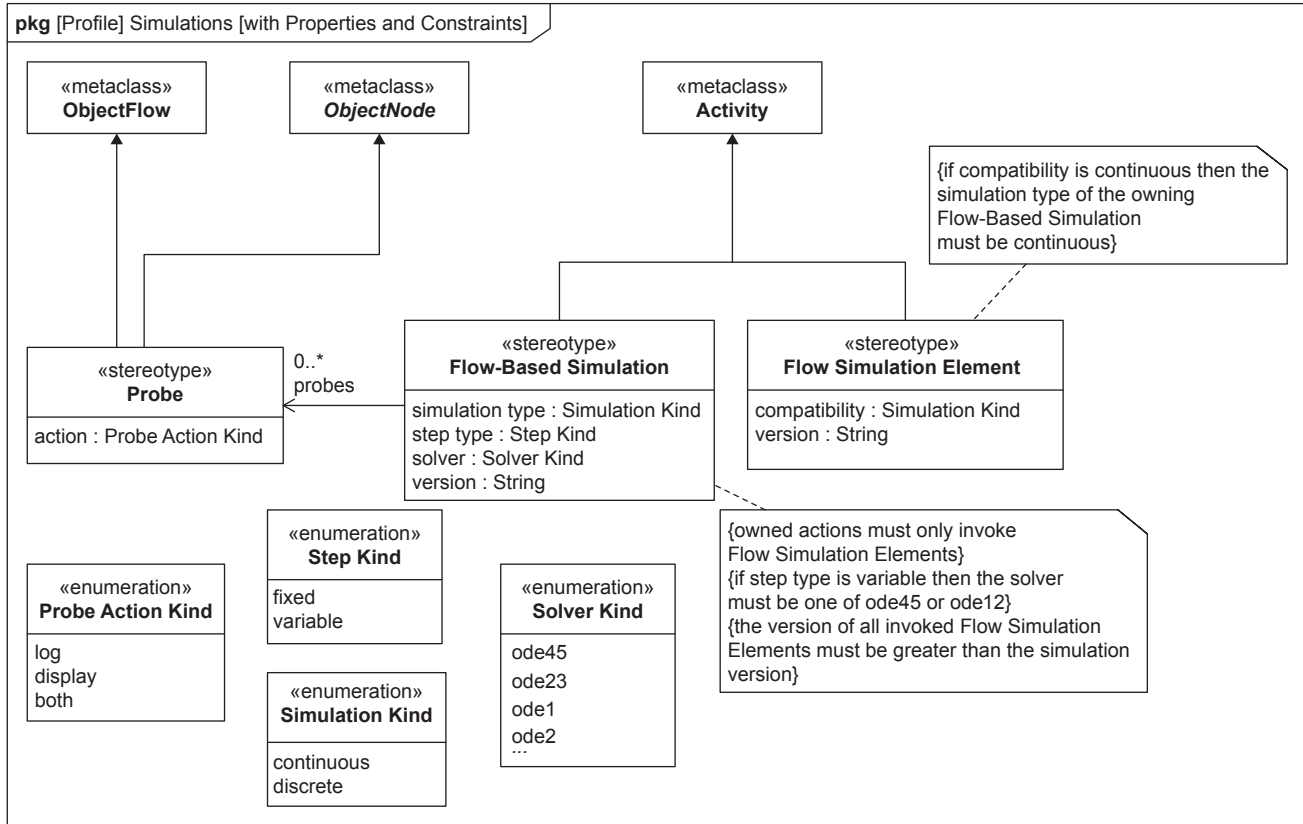 pkg [Profile] Simulations [with Properties and Constraints]
«metaclass»
ObjectFlow
«metaclass»
ObjectNode
«metaclass»
Activity
{if compatibility is continuous then the
simulation type of the owning
Flow-Based Simulation
must be continuous}
«stereotype»
Probe
action : Probe Action Kind
0..*
probes
«stereotype»
Flow-Based Simulation
simulation type : Simulation Kind
step type : Step Kind
solver : Solver Kind
version : String
«stereotype»
Flow Simulation Element
compatibility : Simulation Kind
version : String
{owned actions must only invoke
Flow Simulation Elements}
{if step type is variable then the solver
must be one of ode45 or ode12}
{the version of all invoked Flow Simulation
Elements must be greater than the simulation
version}
«enumeration»
Probe Action Kind
log
display
both
«enumeration»
Step Kind
fixed
variable
«enumeration»
Simulation Kind
continuous
discrete
«enumeration»
Solver Kind
ode45
ode23
ode1
ode2
...